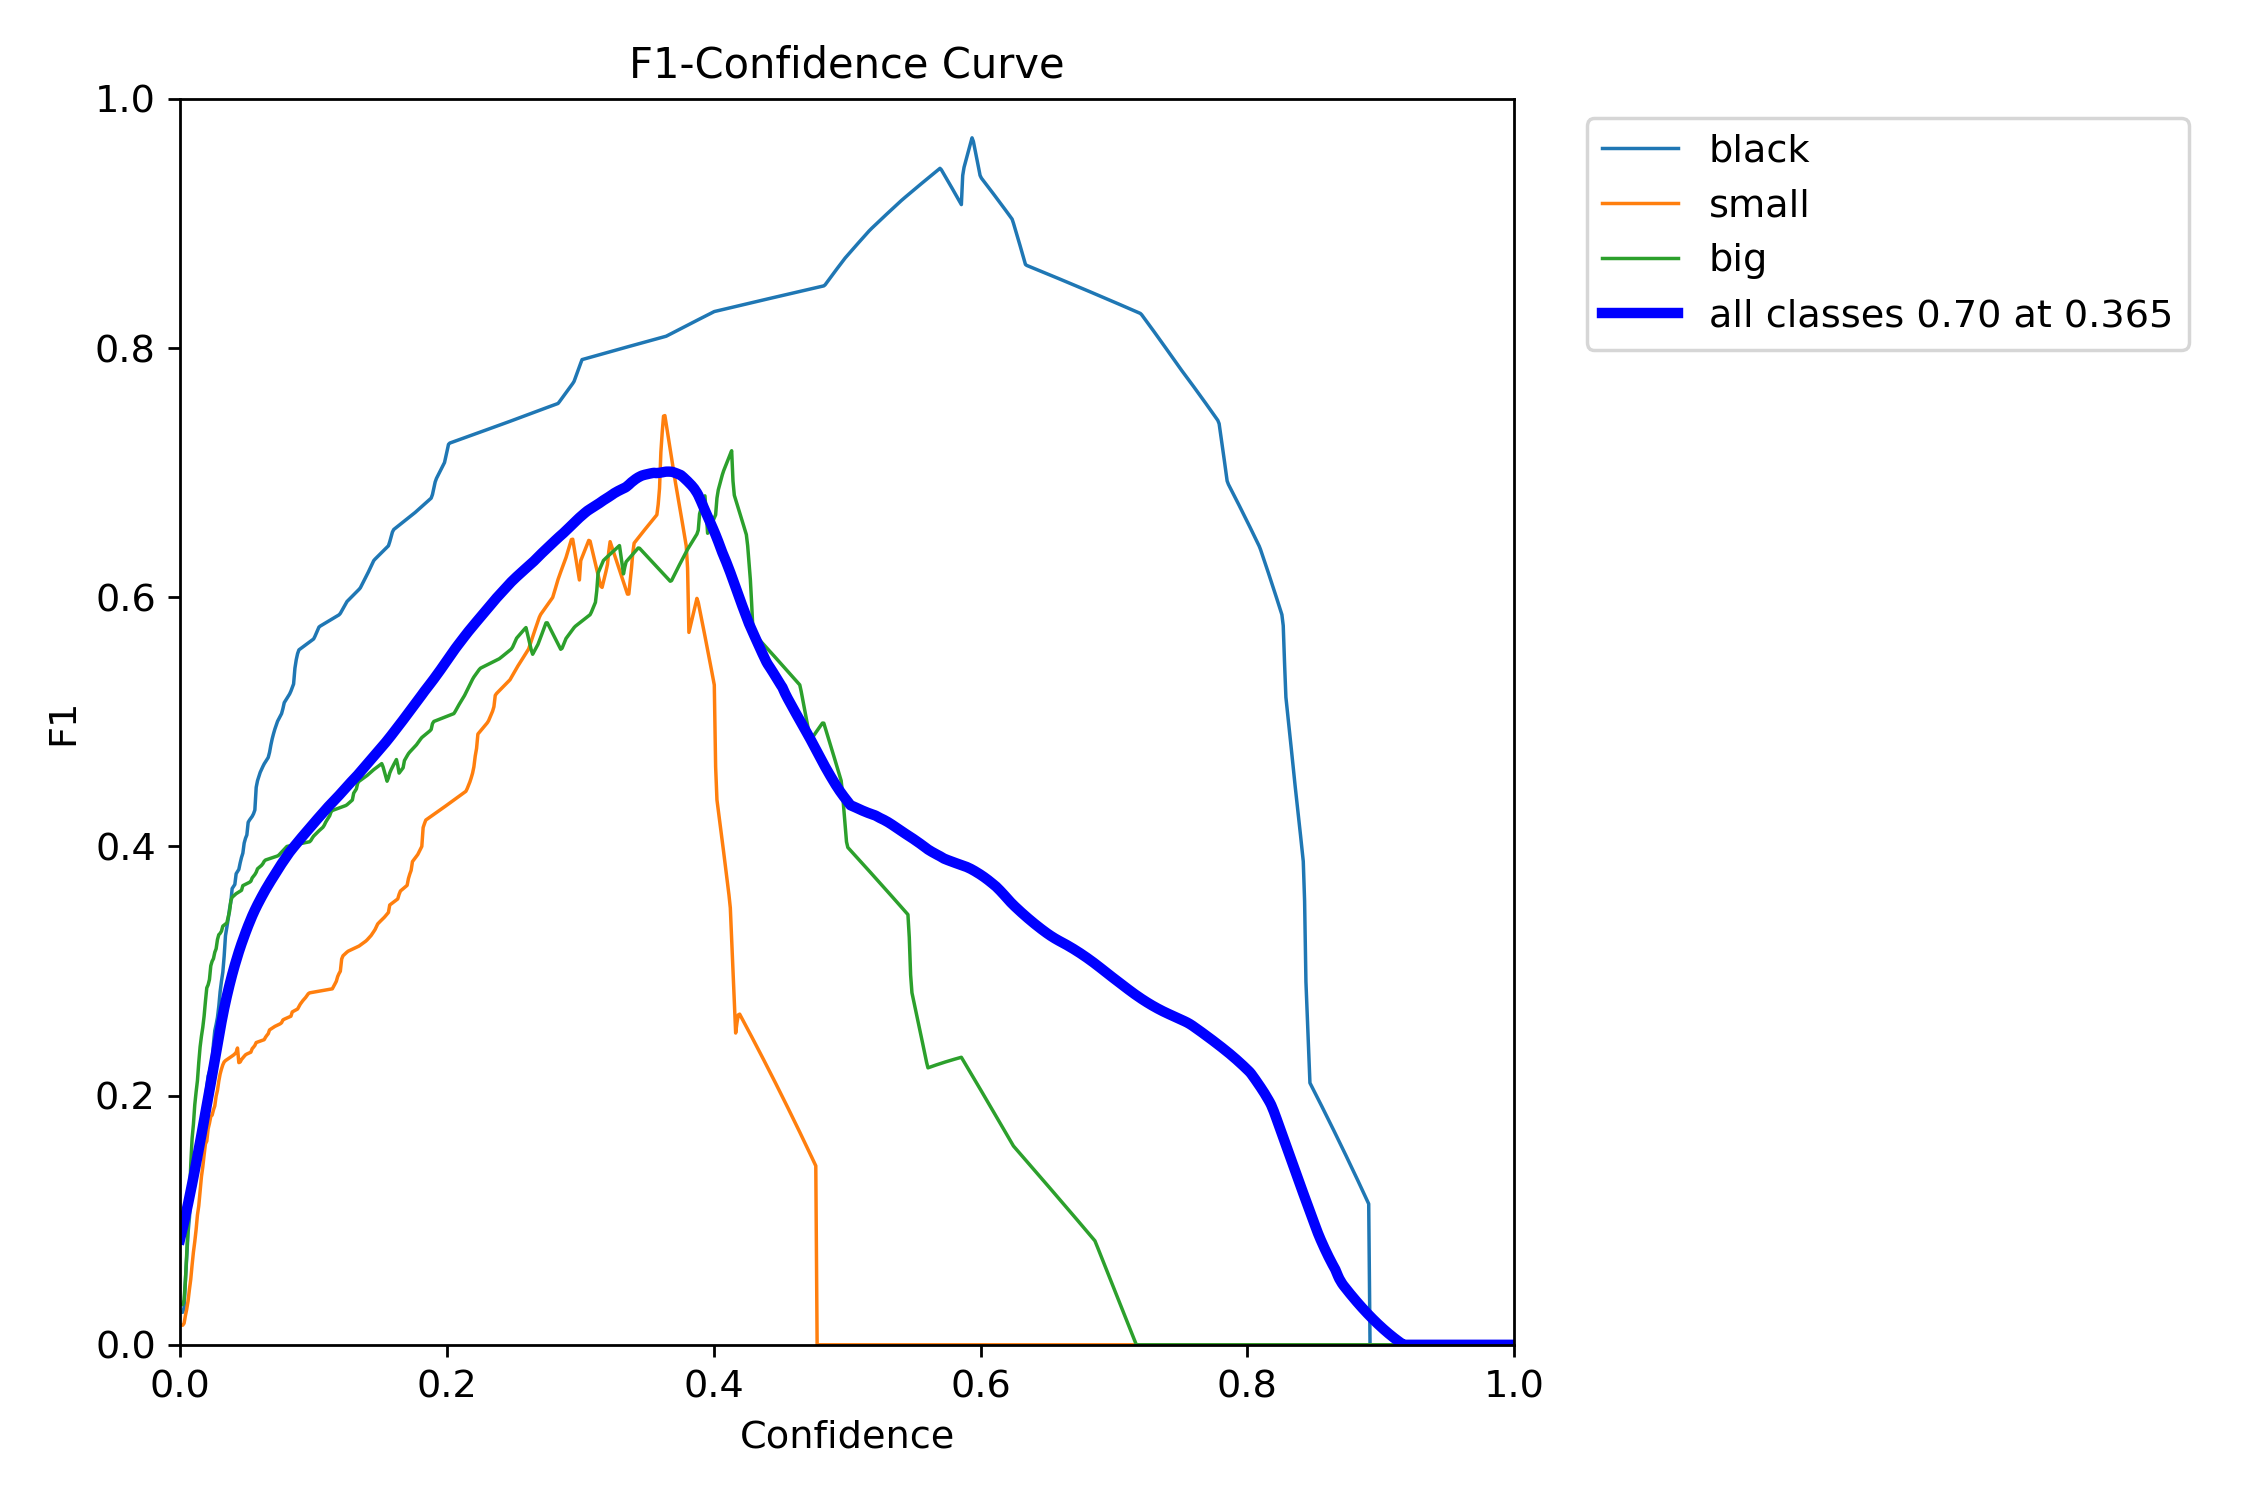 F1-Confidence Curve
1.0
0.8
0.6
0.4
0.2
0.0
F1
0.0 0.2 0.4 0.6 0.8 1.0
Confidence
black
small
big
all classes 0.70 at 0.365